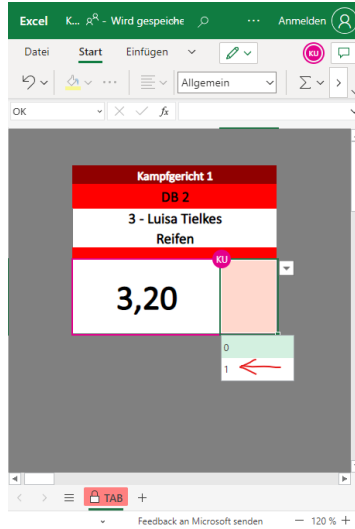 Excel K... - Wird gespeiche ... Anmelden
Datei Start Einfügen KU
... Allgemein
OK fx
Kampfgericht 1
DB 2
3 - Luisa Tielkes
Reifen
KU
3,20
0
1
TAB +
Feedback an Microsoft senden — 120 % +